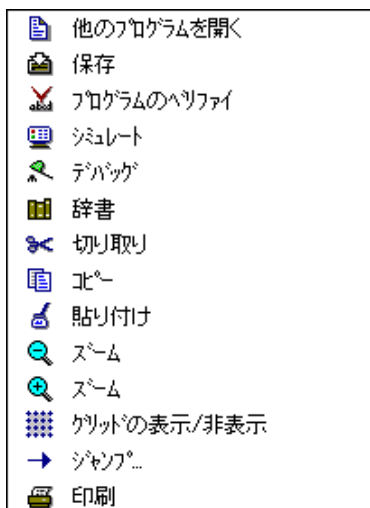 他のﾌﾟﾛｸﾞﾗﾑを開く
保存
ﾌﾟﾛｸﾞﾗﾑのﾍﾞﾘﾌｧｲ
ｼﾐｭﾚｰﾄ
ﾃﾞﾊﾞｯｸﾞ
辞書
切り取り
ｺﾋﾟｰ
貼り付け
ｽﾞｰﾑ
ｽﾞｰﾑ
ｸﾞﾘｯﾄﾞの表示/非表示
ｼﾞｬﾝﾌﾟ...
印刷